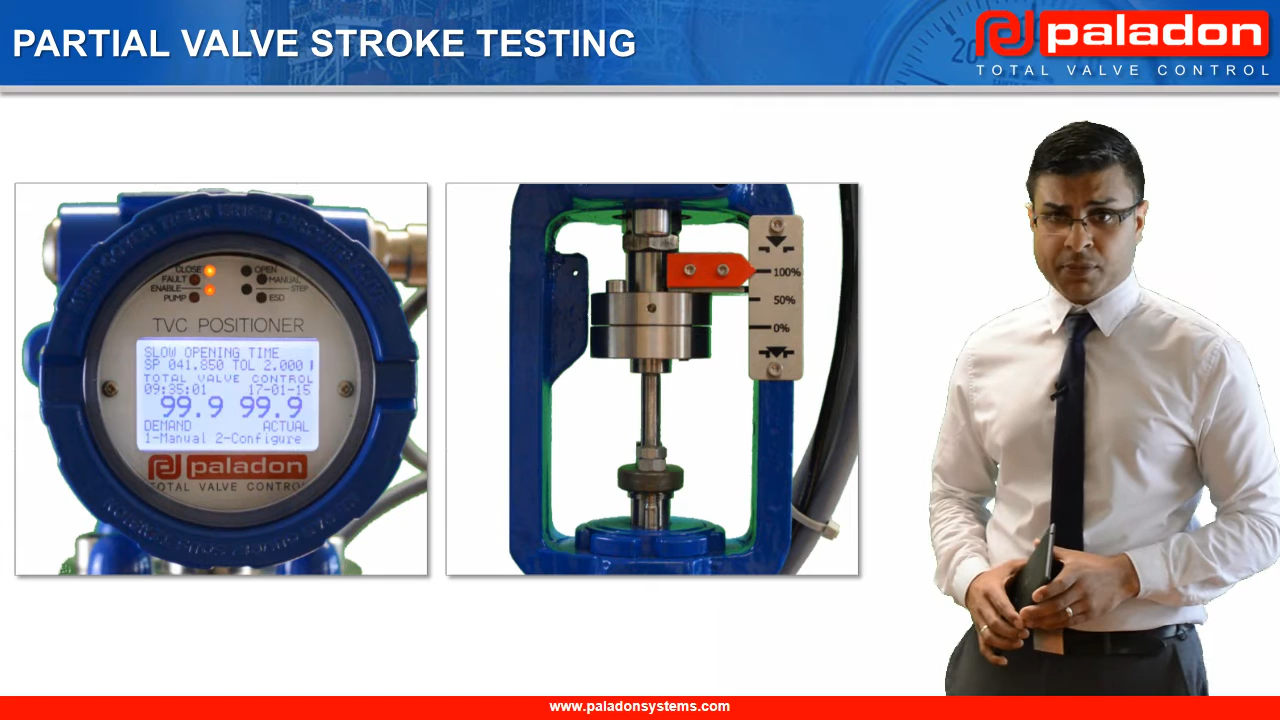 PARTIAL VALVE STROKE TESTING
paladon
TOTAL VALVE CONTROL
CLOSE
OPEN
FAULT
MANUAL
ENABLE
STEP
PUMP
ESD
TVC POSITIONER
SLOW OPENING TIME
SP 041.850 TOL 2.000
TOTAL VALVE CONTROL
09:35:01 17-01-15
99.9 99.9
DEMAND ACTUAL
1-Manual 2-Configure
paladon
TOTAL VALVE CONTROL
100%
50%
0%
www.paladonsystems.com